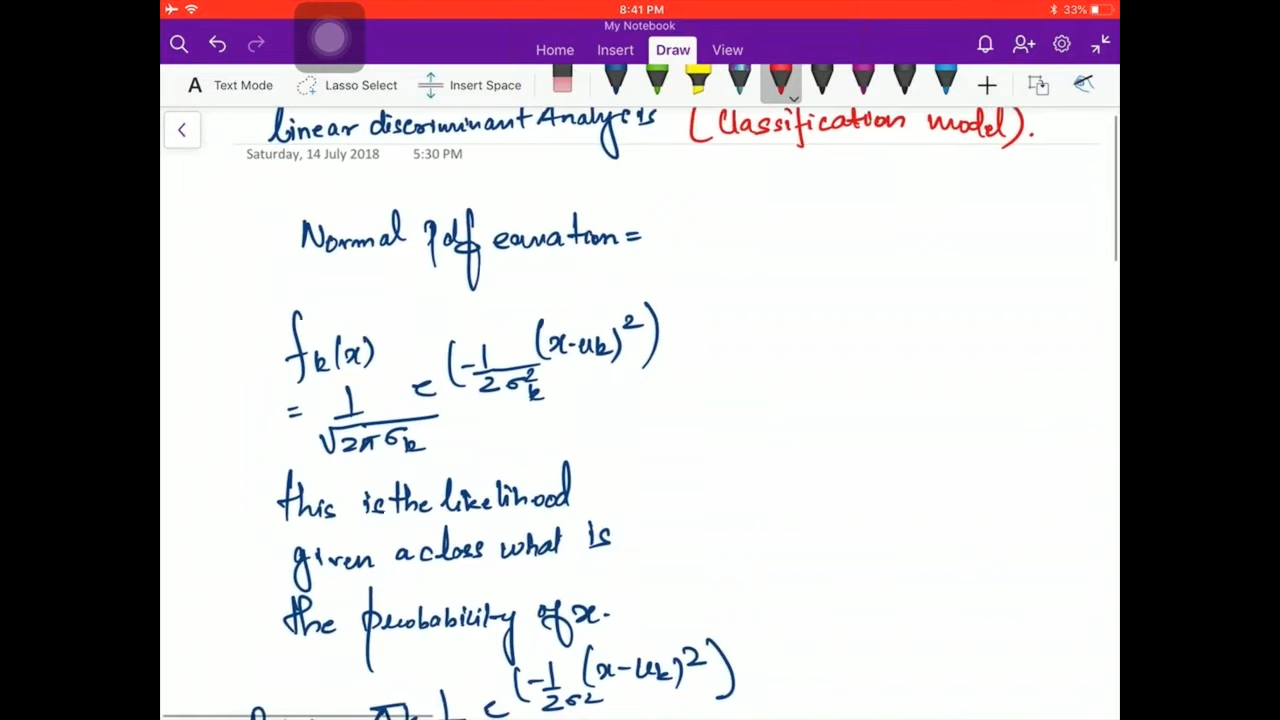 8:41 PM
33%
My Notebook
Home Insert Draw View
Text Mode Lasso Select Insert Space
linear discriminant Analysis (Classification model).
Saturday, 14 July 2018 5:30 PM
Normal pdf equation =
fk(x)
= 1/√2πσk e^(-1/2σk² (x-uk)²)
this is the likelihood
given a class what is
the probability of x.
e^(-1/2σ² (x-uk)²)